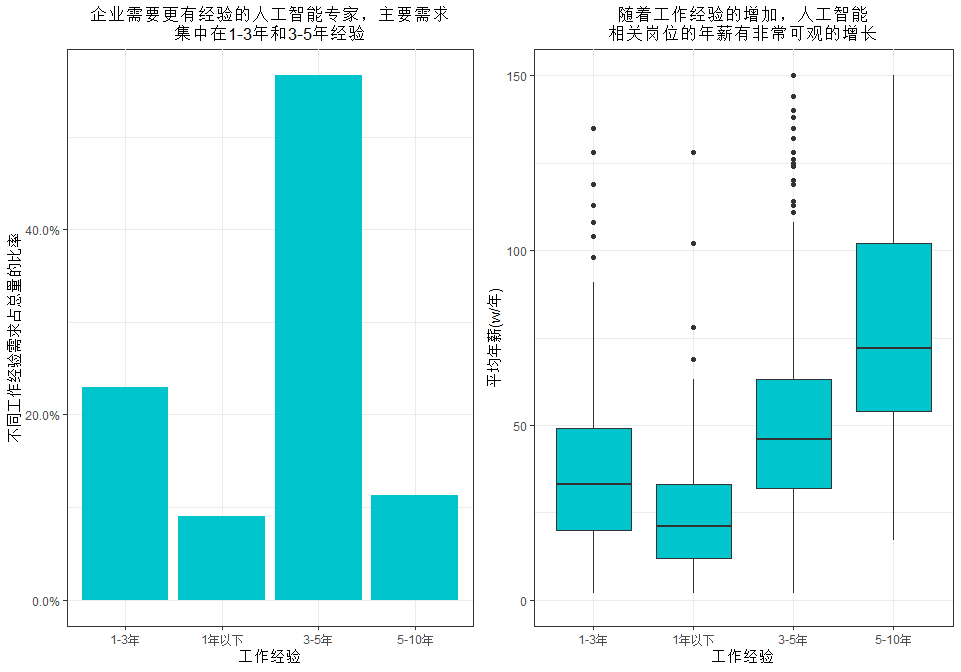 企业需要更有经验的人工智能专家，主要需求
集中在1-3年和3-5年经验
不同工作经验需求占总量的比率
40.0%
20.0%
0.0%
1-3年
1年以下
3-5年
5-10年
工作经验
随着工作经验的增加，人工智能
相关岗位的年薪有非常可观的增长
平均年薪(w/年)
150
100
50
0
1-3年
1年以下
3-5年
5-10年
工作经验